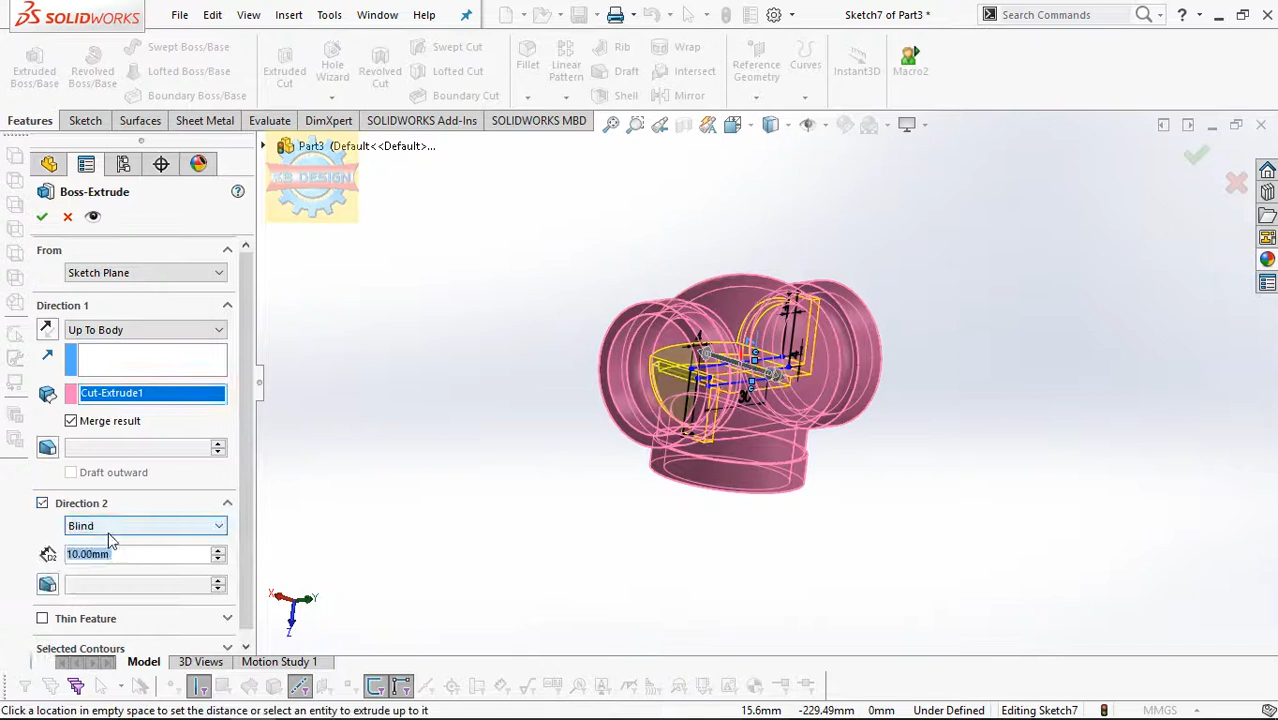 SOLIDWORKS
File Edit View Insert Tools Window Help
Sketch7 of Part3 *
Search Commands
Extruded Boss/Base
Revolved Boss/Base
Swept Boss/Base
Lofted Boss/Base
Boundary Boss/Base
Extruded Cut
Hole Wizard
Revolved Cut
Swept Cut
Lofted Cut
Boundary Cut
Fillet
Linear Pattern
Rib
Draft
Shell
Wrap
Intersect
Mirror
Reference Geometry
Curves
Instant3D
Macro2
Features Sketch Surfaces Sheet Metal Evaluate DimXpert SOLIDWORKS Add-Ins SOLIDWORKS MBD
Part3 (Default<<Default>...
Boss-Extrude
From
Sketch Plane
Direction 1
Up To Body
Cut-Extrude1
Merge result
Draft outward
Direction 2
Blind
10.00mm
Thin Feature
Selected Contours
X
Y
Z
Model 3D Views Motion Study 1
Click a location in empty space to set the distance or select an entity to extrude up to it
15.6mm -229.49mm 0mm Under Defined Editing Sketch7 MMGS